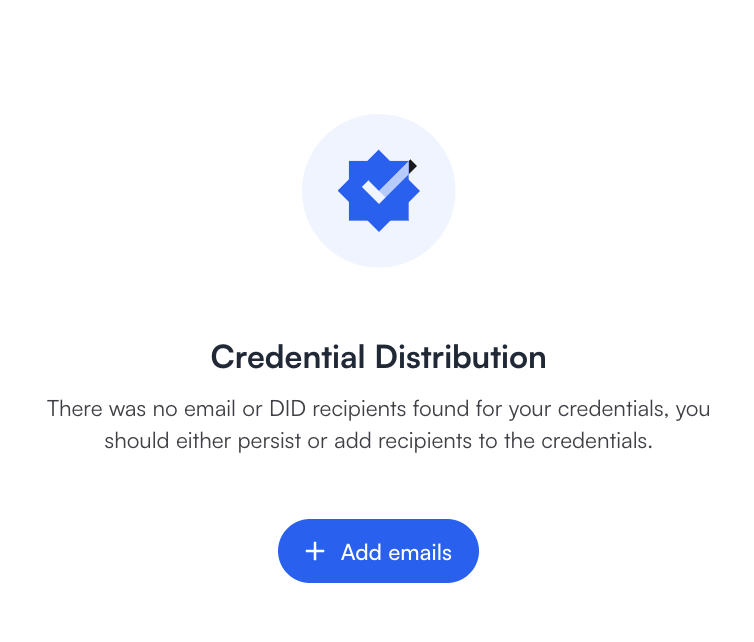 Credential Distribution
There was no email or DID recipients found for your credentials, you
should either persist or add recipients to the credentials.
+ Add emails